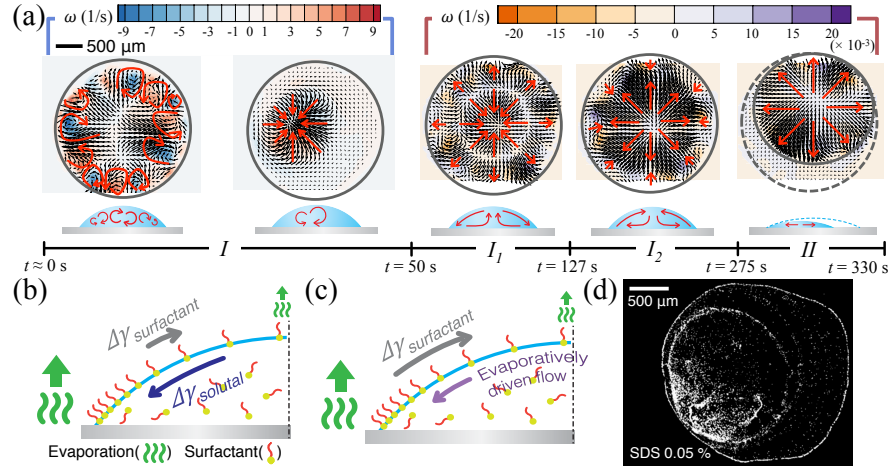 (a)
ω (1/s)
-9 -7 -5 -3 -1 0 1 3 5 7 9
500 μm
ω (1/s)
-20 -15 -10 -5 0 5 10 15 20
(× 10⁻³)
I
I₁
I₂
II
t ≈ 0 s
t = 50 s
t = 127 s
t = 275 s
t = 330 s
(b)
Δγ surfactant
Δγ solutal
Evaporation( ) Surfactant( )
(c)
Δγ surfactant
Evaporatively
driven flow
(d)
500 μm
SDS 0.05 %